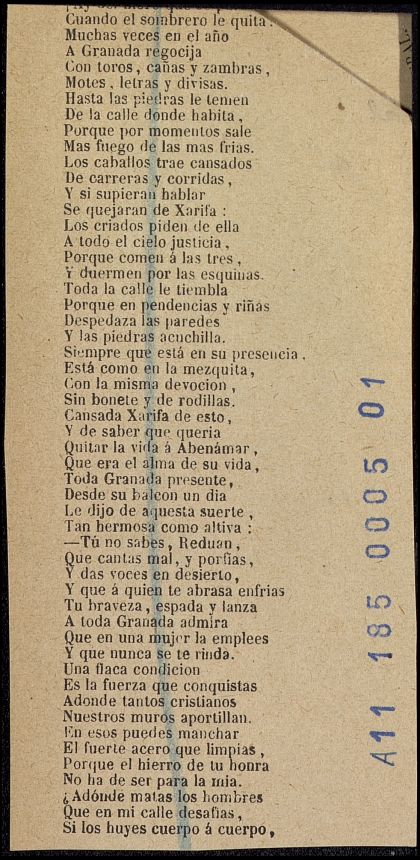 Cuando el sombrero le quita.
Muchas veces en el año
A Granada regocija
Con toros, cañas y zambras,
Motes, letras y divisas.
Hasta las piedras le temen
De la calle donde habita,
Porque por momentos sale
Mas fuego de las mas frias.
Los caballos trae cansados
De carreras y corridas,
Y si supieran hablar
Se quejaran de Xarifa :
Los criados piden de ella
A todo el cielo justicia,
Porque comen á las tres,
Y duermen por las esquinas.
Toda la calle le tiembla
Porque en pendencias y riñas
Despedaza las paredes
Y las piedras acuchilla.
Siempre que está en su presencia,
Está como en la mezquita,
Con la misma devocion,
Sin bonete y de rodillas.
Cansada Xarifa de esto,
Y de saber que queria
Quitar la vida á Abenámar,
Que era el alma de su vida,
Toda Granada presente,
Desde su balcon un dia
Le dijo de aquesta suerte,
Tan hermosa como altiva :
—Tú no sabes, Reduan,
Que cantas mal, y porfias,
Y das voces en desierto,
Y que á quien te abrasa enfrias
Tu braveza, espada y lanza
A toda Granada admira
Que en una mujer la emplees
Y que nunca se te rinda.
Una flaca condicion
Es la fuerza que conquistas
Adonde tantos cristianos
Nuestros muros aportillan.
En esos puedes manchar
El fuerte acero que limpias,
Porque el hierro de tu honra
No ha de ser para la mia.
¿Adónde matas los hombres
Que en mi calle desafias,
Si los huyes cuerpo á cuerpo,
A11 185 0005 01